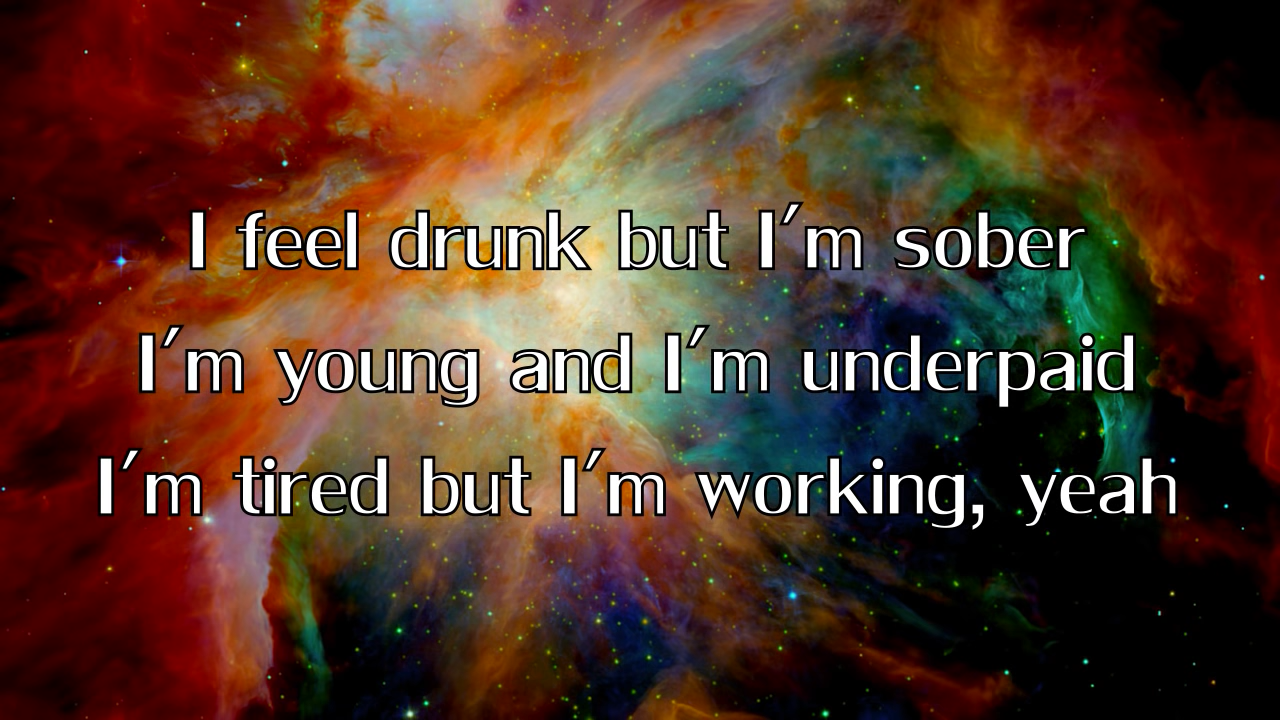 I feel drunk but I'm sober
I'm young and I'm underpaid
I'm tired but I'm working, yeah